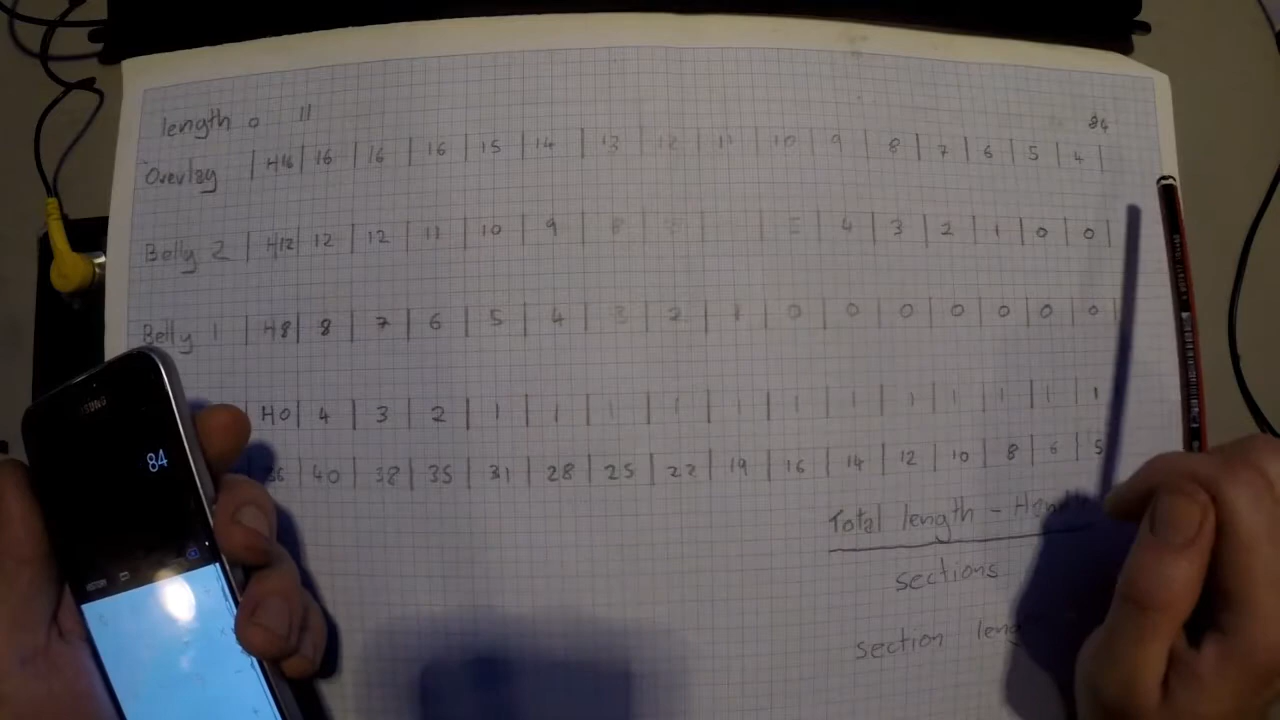 length 0 11
84
Overlay | H16 | 16 | 16 | 16 | 15 | 14 | 13 | 12 | 11 | 10 | 9 | 8 | 7 | 6 | 5 | 4 |
Belly 2 | H12 | 12 | 12 | 11 | 10 | 9 | | | | | 4 | 3 | 2 | 1 | 0 | 0 |
Belly 1 | H8 | 8 | 7 | 6 | 5 | 4 | 3 | 2 | 1 | 0 | 0 | 0 | 0 | 0 | 0 | 0 |
H0 | 4 | 3 | 2 | 1 | 1 | 1 | 1 | 1 | 1 | 1 | 1 | 1 | 1 | 1 | 1
36 | 40 | 38 | 35 | 31 | 28 | 25 | 22 | 19 | 16 | 14 | 12 | 10 | 8 | 6 | 5
Total length -
sections
section
SAMSUNG
84